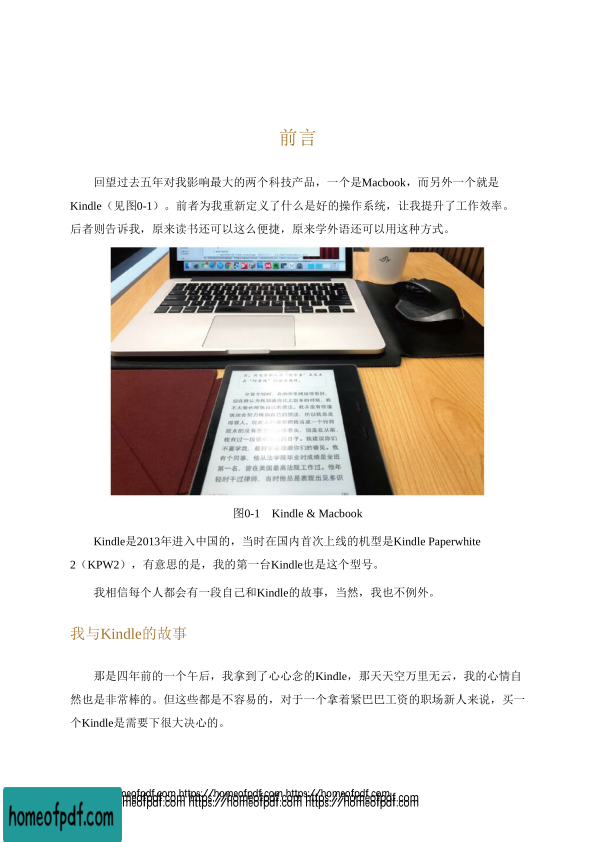 前言
回望过去五年对我影响最大的两个科技产品，一个是Macbook，而另外一个就是
Kindle（见图0-1）。前者为我重新定义了什么是好的操作系统，让我提升了工作效率。
后者则告诉我，原来读书还可以这么便捷，原来学外语还可以用这种方式。
图0-1 Kindle & Macbook
Kindle是2013年进入中国的，当时在国内首次上线的机型是Kindle Paperwhite
2（KPW2），有意思的是，我的第一台Kindle也是这个型号。
我相信每个人都会有一段自己和Kindle的故事，当然，我也不例外。
我与Kindle的故事
那是四年前的一个午后，我拿到了心心念的Kindle，那天天空万里无云，我的心情自
然也是非常棒的。但这些都是不容易的，对于一个拿着紧巴巴工资的职场新人来说，买一
个Kindle是需要下很大决心的。
homeofpdf.com https://homeofpdf.com https://homeofpdf.com
homeofpdf.com https://homeofpdf.com https://homeofpdf.com
homeofpdf.com